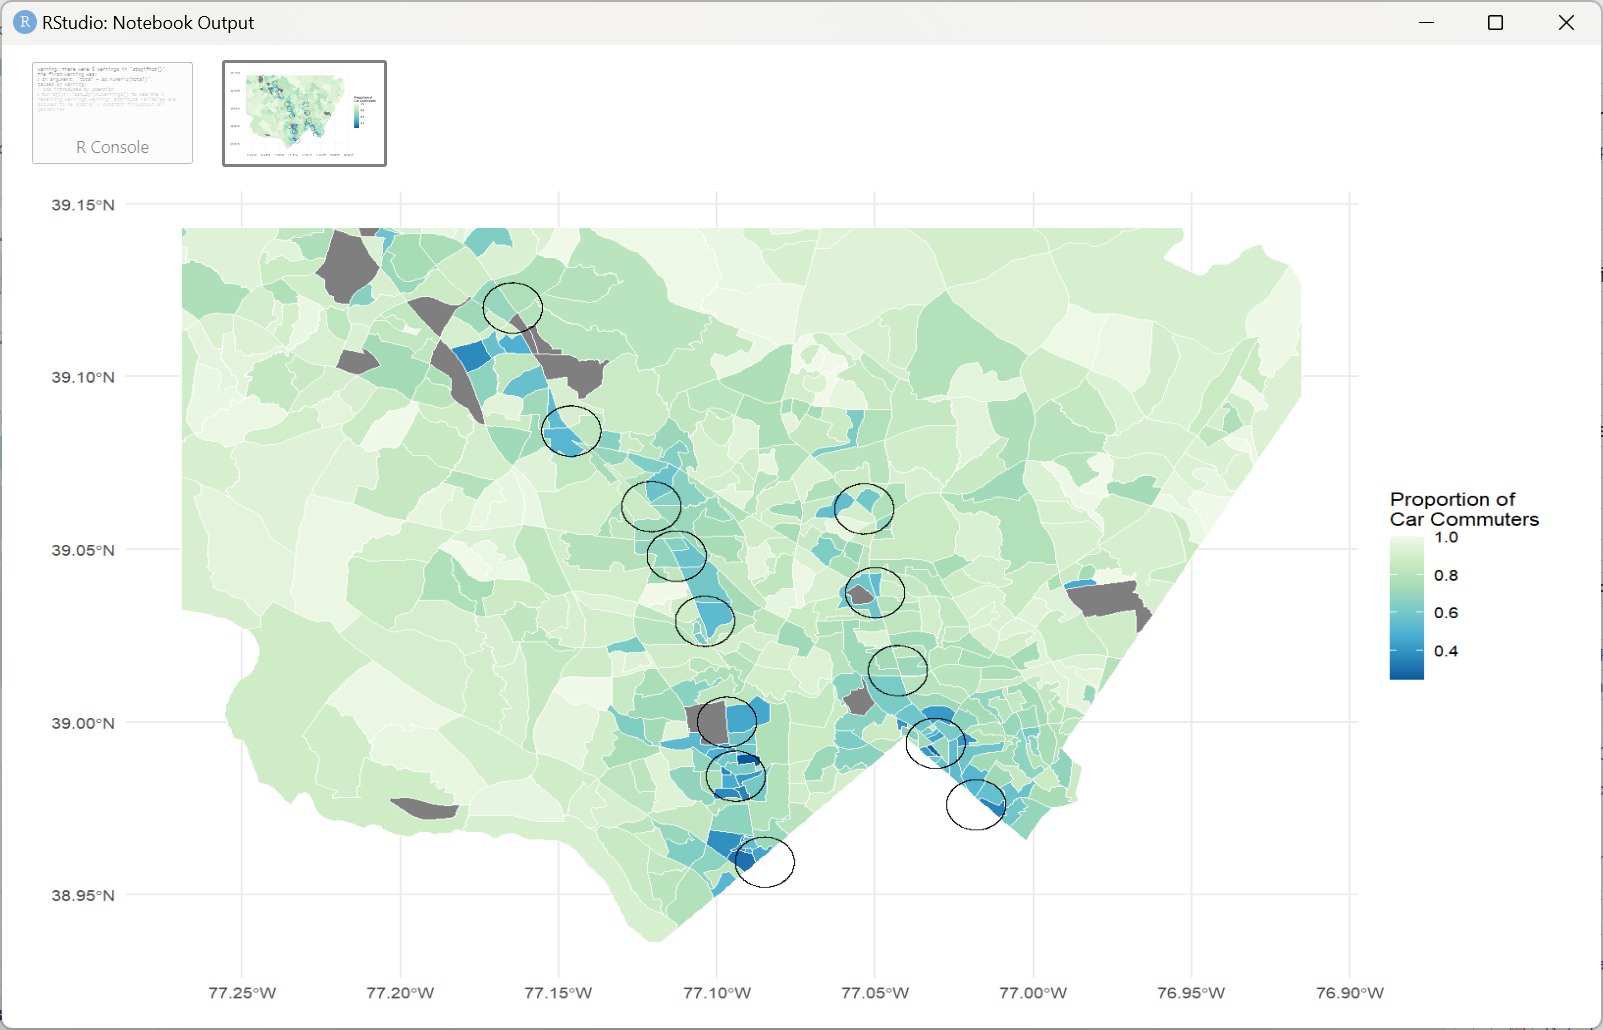 R RStudio: Notebook Output
R Console
39.15°N
39.10°N
39.05°N
39.00°N
38.95°N
77.25°W 77.20°W 77.15°W 77.10°W 77.05°W 77.00°W 76.95°W 76.90°W
Proportion of
Car Commuters
1.0
0.8
0.6
0.4